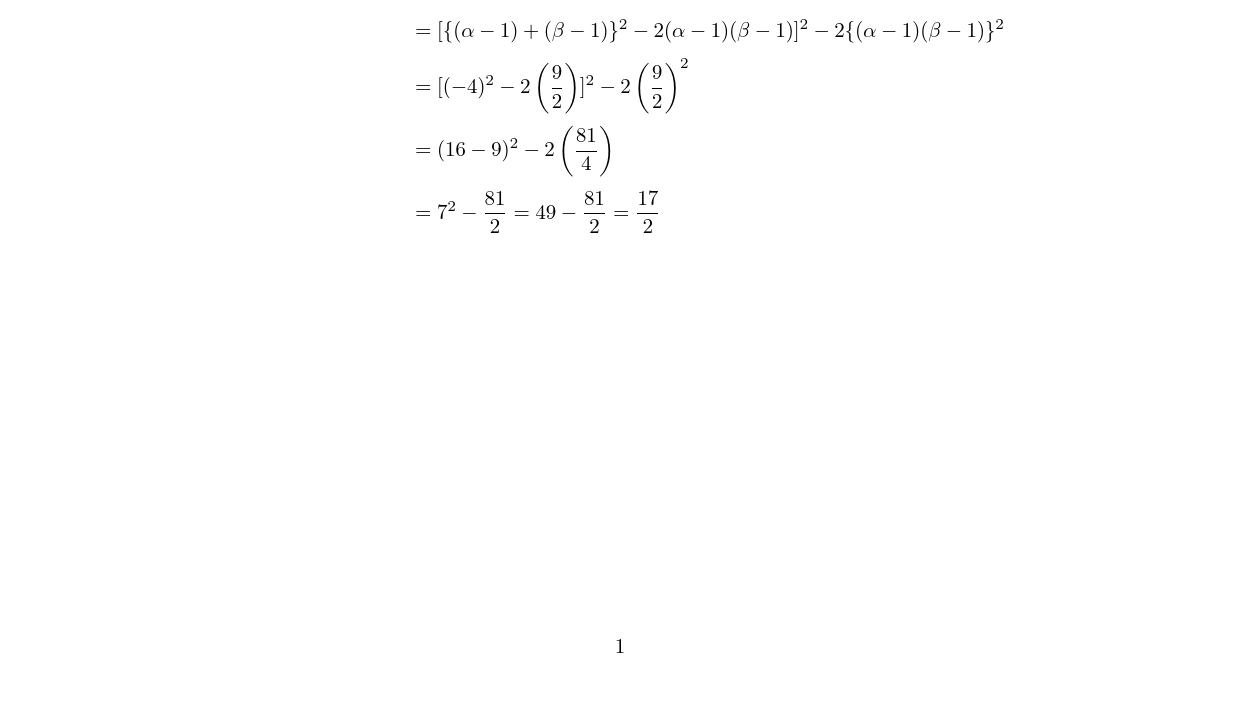 = [{(α − 1) + (β − 1)}² − 2(α − 1)(β − 1)]² − 2{(α − 1)(β − 1)}²
= [(−4)² − 2(9/2)]² − 2(9/2)²
= (16 − 9)² − 2(81/4)
= 7² − 81/2 = 49 − 81/2 = 17/2
1